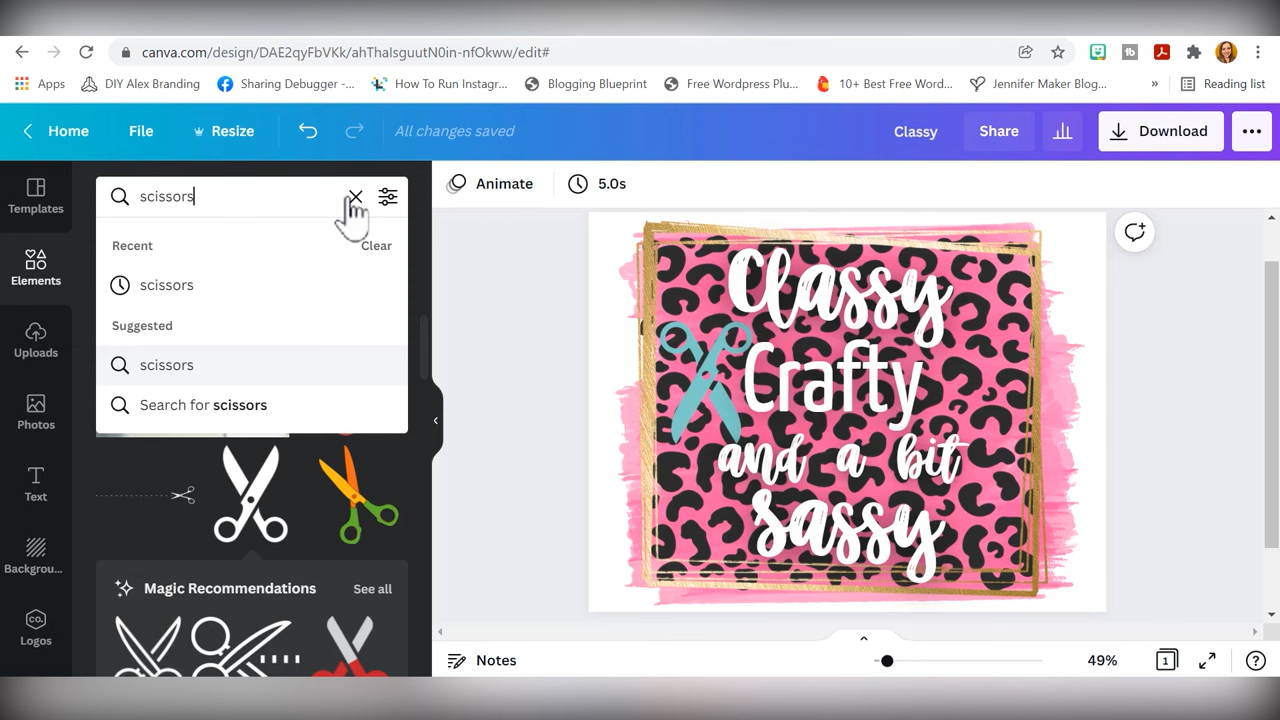 canva.com/design/DAE2qyFbVKk/ahThaIsguutN0in-nfOkww/edit#
Apps DIY Alex Branding Sharing Debugger -... How To Run Instagr... Blogging Blueprint Free Wordpress Plu... 10+ Best Free Word... Jennifer Maker Blog... » Reading list
Home File Resize All changes saved Classy Share Download
Templates
Elements
Uploads
Photos
Text
Backgrou...
CO.
Logos
scissors
Recent Clear
scissors
Suggested
scissors
Search for scissors
Magic Recommendations See all
Animate 5.0s
Classy
Crafty
and a bit
Sassy
Notes 49% 1